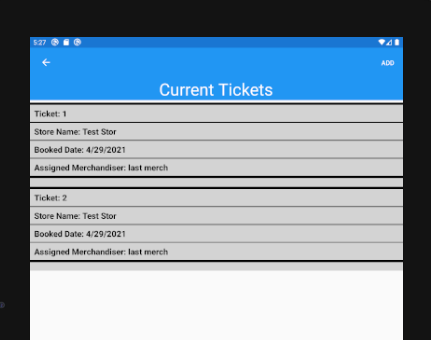 5:27
ADD
Current Tickets
Ticket: 1
Store Name: Test Stor
Booked Date: 4/29/2021
Assigned Merchandiser: last merch
Ticket: 2
Store Name: Test Stor
Booked Date: 4/29/2021
Assigned Merchandiser: last merch